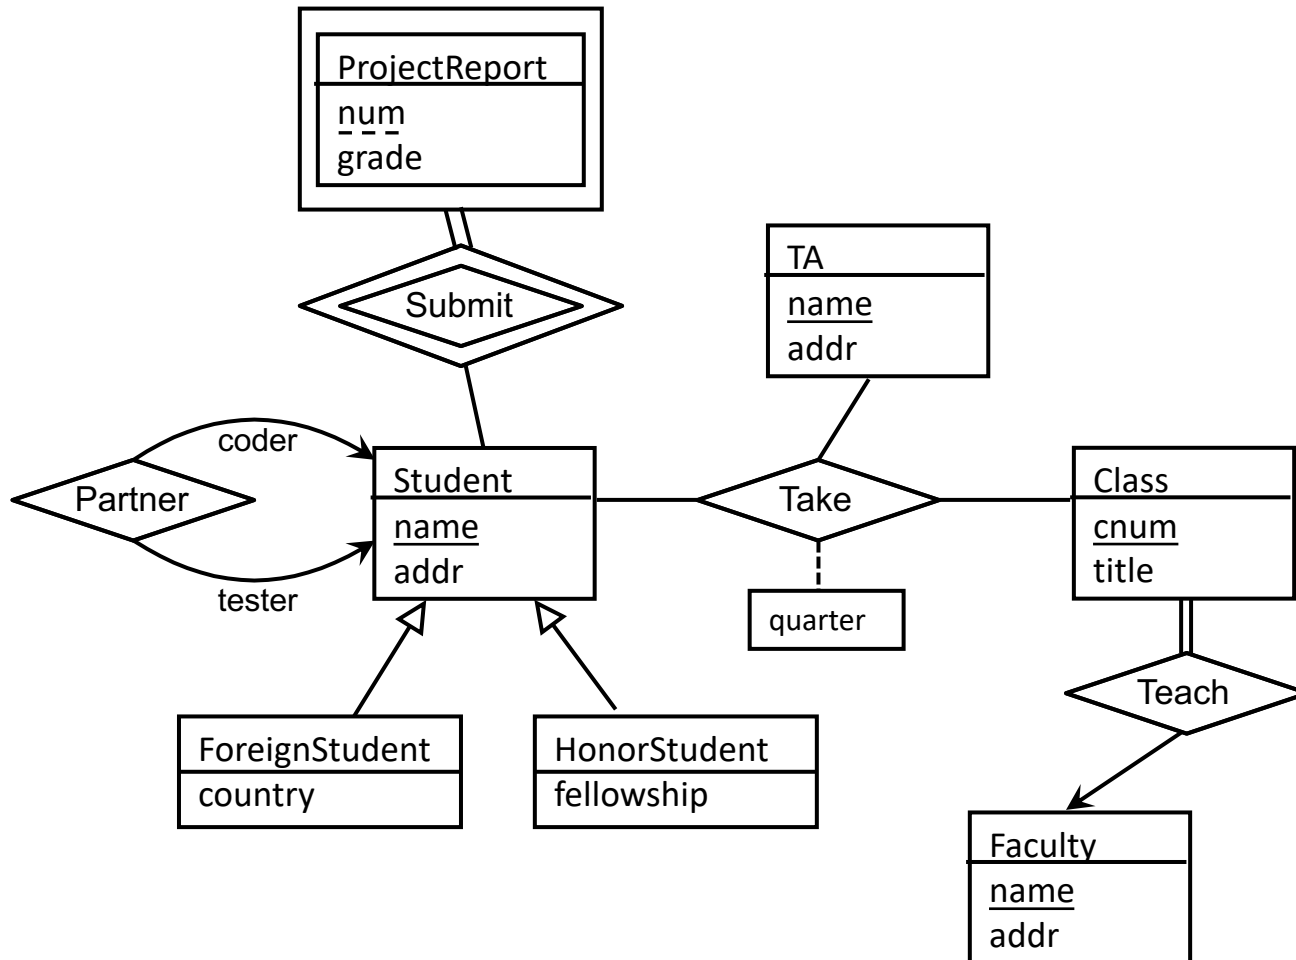 ProjectReport
num
grade
Submit
TA
name
addr
coder
Partner
tester
Student
name
addr
Take
quarter
Class
cnum
title
Teach
ForeignStudent
country
HonorStudent
fellowship
Faculty
name
addr